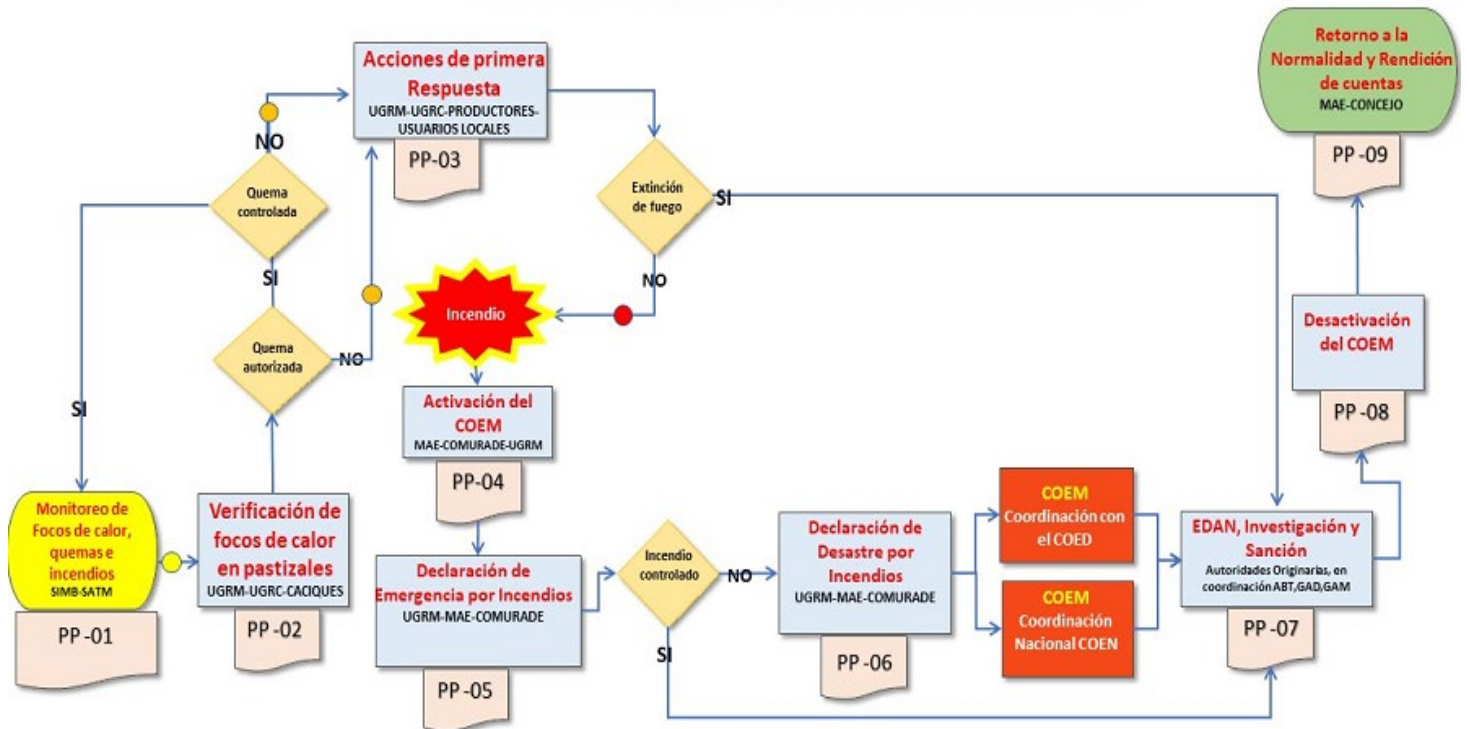 Acciones de primera
Respuesta
UGRM-UGRC-PRODUCTORES-
USUARIOS LOCALES
PP-03
Retorno a la
Normalidad y Rendición
de cuentas
MAE-CONCEJO
PP -09
NO
Quema
controlada
SI
SI
Extinción
de fuego
SI
NO
Quema
autorizada
NO
Incendio
Activación del
COEM
MAE-COMURADE-UGRM
PP-04
Desactivación
del COEM
PP -08
Monitoreo de
Focos de calor,
quemas e
incendios
SIMB-SATM
PP -01
Verificación de
focos de calor
en pastizales
UGRM-UGRC-CACIQUES
PP -02
Declaración de
Emergencia por Incendios
UGRM-MAE-COMURADE
PP -05
Incendio
controlado
NO
SI
Declaración de
Desastre por
Incendios
UGRM-MAE-COMURADE
PP -06
COEM
Coordinación con
el COED
COEM
Coordinación
Nacional COEN
EDAN, Investigación y
Sanción
Autoridades Originarias, en
coordinación ABT,GAD,GAM
PP -07